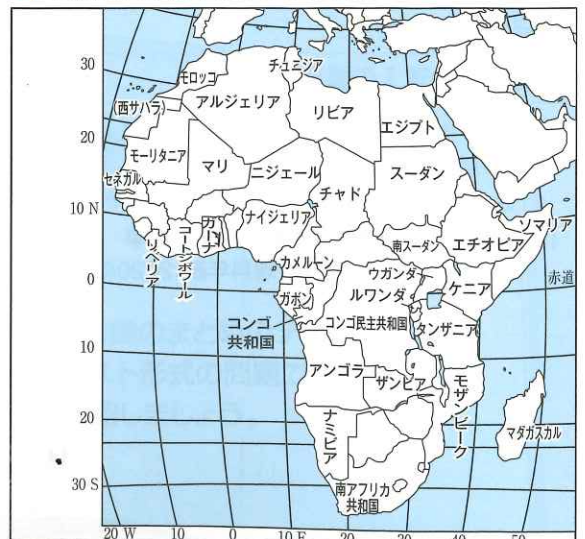 30
20
10 N
0
10
20
30 S
20 W
10
0
10 E
20
30
40
50
赤道
モロッコ
チュニジア
(西サハラ)
アルジェリア
リビア
エジプト
モーリタニア
マリ
ニジェール
チャド
スーダン
セネガル
ナイジェリア
ガーナ
コートジボワール
リベリア
カメルーン
南スーダン
エチオピア
ソマリア
ウガンダ
ケニア
ガボン
ルワンダ
コンゴ
共和国
コンゴ民主共和国
タンザニア
アンゴラ
ザンビア
モザンビーク
マダガスカル
ナミビア
南アフリカ
共和国